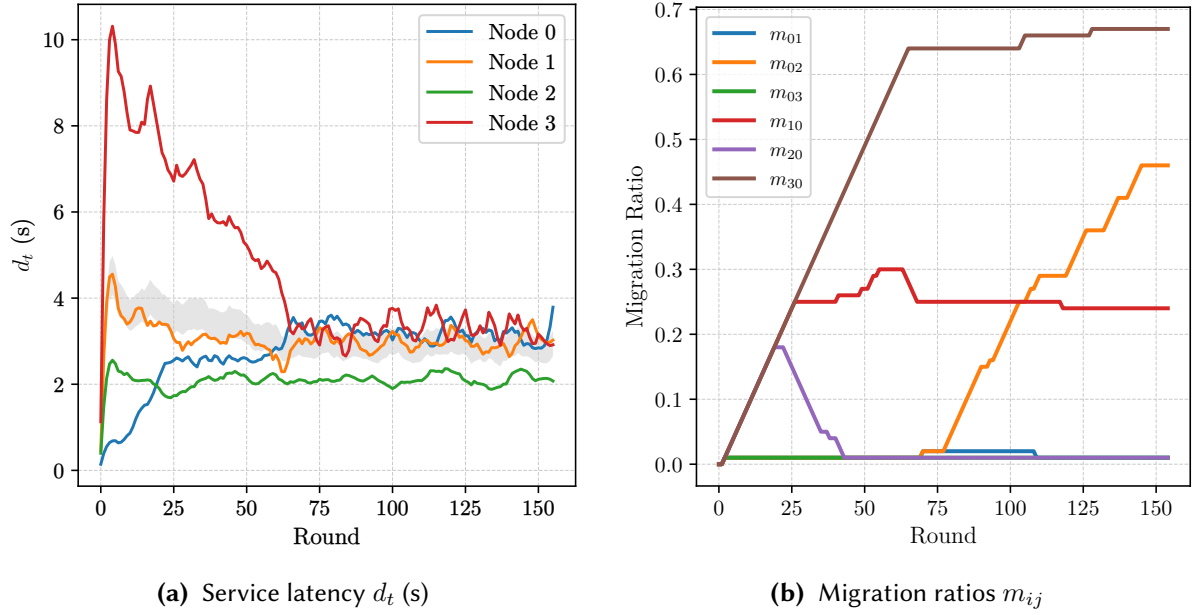 10
8
6
4
2
0
d_t (s)
0 25 50 75 100 125 150
Round
Node 0
Node 1
Node 2
Node 3
(a) Service latency d_t (s)
0.7
0.6
0.5
0.4
0.3
0.2
0.1
0.0
Migration Ratio
0 25 50 75 100 125 150
Round
m_01
m_02
m_03
m_10
m_20
m_30
(b) Migration ratios m_ij